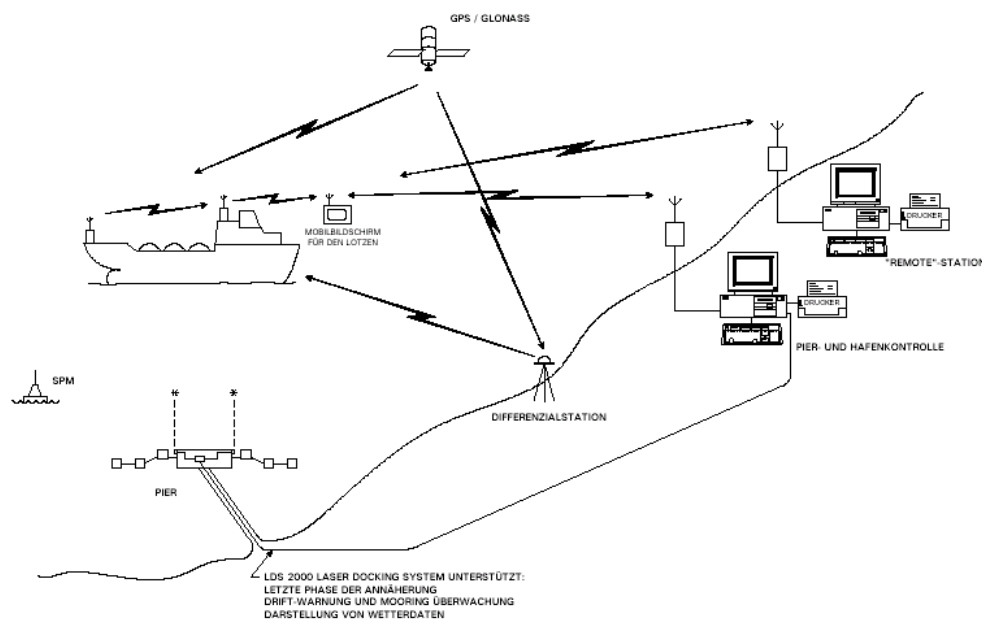 GPS / GLONASS
MOBILBILDSCHIRM
FÜR DEN LOTZEN
DRUCKER
"REMOTE"-STATION
DRUCKER
PIER- UND HAFENKONTROLLE
SPM
DIFFERENZIALSTATION
PIER
LDS 2000 LASER DOCKING SYSTEM UNTERSTÜTZT:
LETZTE PHASE DER ANNÄHERUNG
DRIFT-WARNUNG UND MOORING ÜBERWACHUNG
DARSTELLUNG VON WETTERDATEN